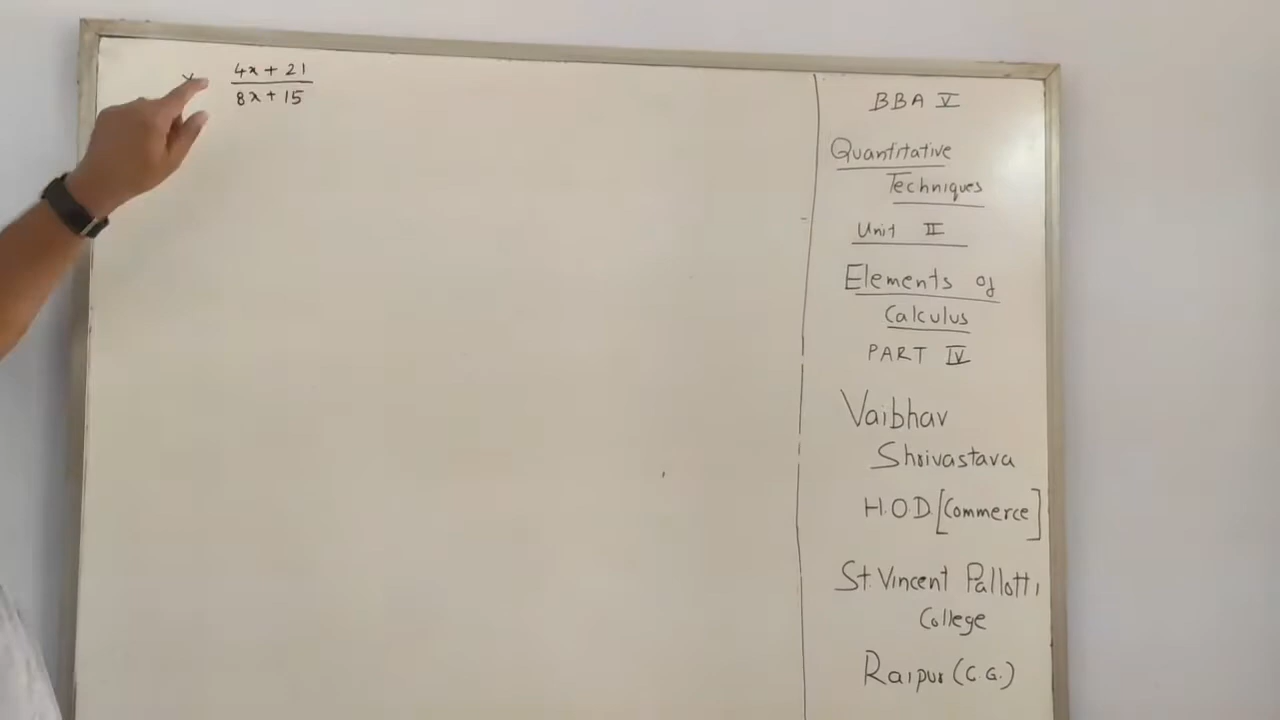 4x + 21
8x + 15
BBA V
Quantitative
Techniques
Unit II
Elements of
Calculus
PART IV
Vaibhav
Shrivastava
H.O.D. [Commerce]
St. Vincent Pallotti
College
Raipur (C.G.)